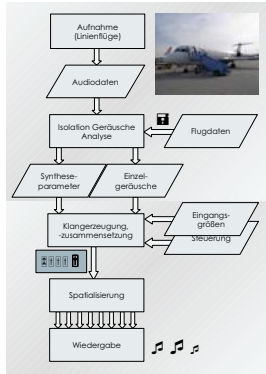 Aufnahme
(Linienflüge)
Audiodaten
Isolation Geräusche
Analyse
Flugdaten
Synthese-
parameter
Einzel-
geräusche
Klangerzeugung,
-zusammensetzung
Eingangs-
größen
Steuerung
Spatialisierung
Wiedergabe